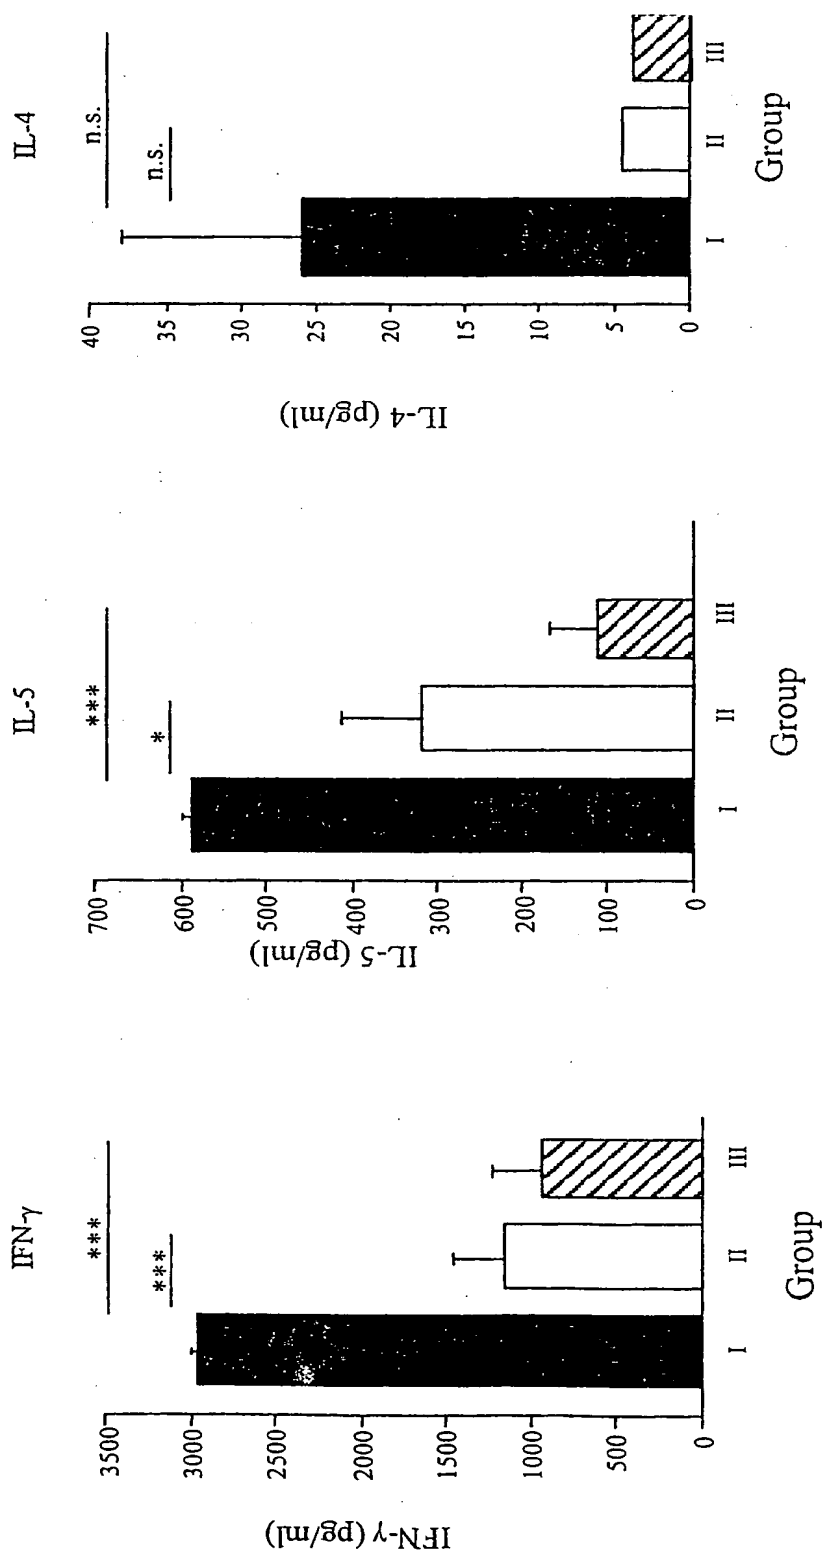 IFN-γ
***
***
3500
3000
2500
2000
1500
1000
500
0
IFN-γ (pg/ml)
I
II
III
Group
IL-5
***
*
700
600
500
400
300
200
100
0
IL-5 (pg/ml)
I
II
III
Group
IL-4
n.s.
n.s.
40
35
30
25
20
15
10
5
0
IL-4 (pg/ml)
I
II
III
Group